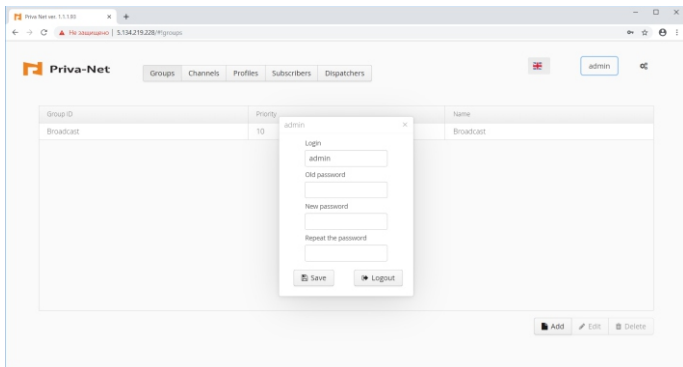 Priva-Net ver. 1.1.130
Не защищено | 5.134.219.228/#!groups
Priva-Net
Groups Channels Profiles Subscribers Dispatchers
admin
Group ID Priority Name
Broadcast 10 Broadcast
admin
Login
admin
Old password
New password
Repeat the password
Save Logout
Add Edit Delete